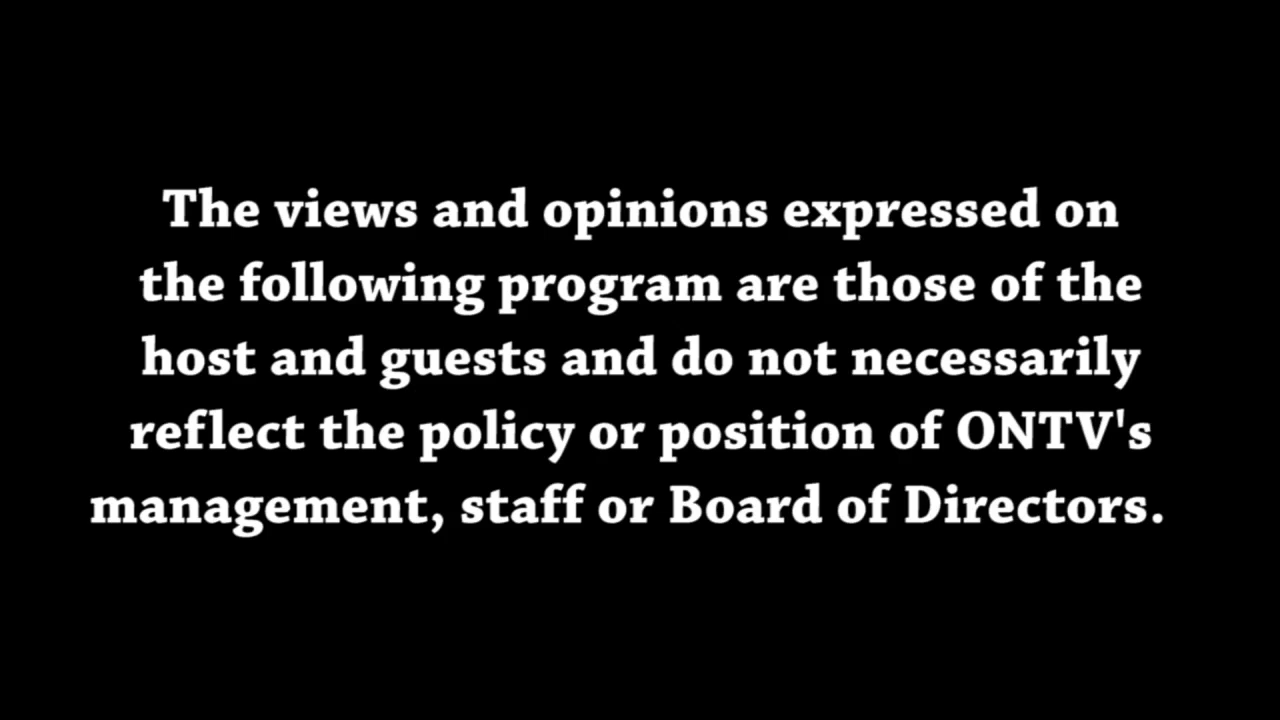 The views and opinions expressed on
the following program are those of the
host and guests and do not necessarily
reflect the policy or position of ONTV's
management, staff or Board of Directors.